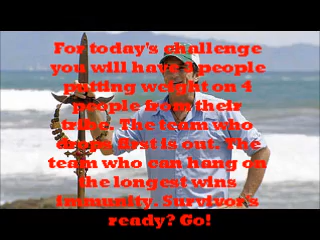 For today's challenge
you will have 3 people
putting weight on 4
people from their
tribe. The team who
drops first is out. The
team who can hang on
the longest wins
immunity. Survivor's
ready? Go!